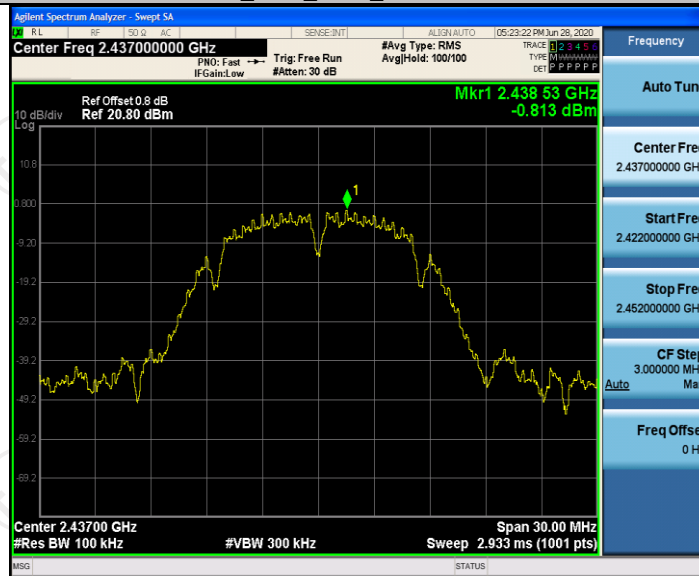 Agilent Spectrum Analyzer - Swept SA
RL RF 50 Ω AC SENSE:INT ALIGN AUTO 05:23:22 PM Jun 28, 2020
Center Freq 2.437000000 GHz
PNO: Fast
IFGain:Low
Trig: Free Run
#Atten: 30 dB
#Avg Type: RMS
Avg|Hold: 100/100
TRACE 1 2 3 4 5 6
TYPE M
DET P P P P P P
Frequency
Mkr1 2.438 53 GHz
-0.813 dBm
Ref Offset 0.8 dB
10 dB/div Ref 20.80 dBm
Log
10.8
0.800
-9.20
-19.2
-29.2
-39.2
-49.2
-59.2
-69.2
1
Auto Tun
Center Fre
2.437000000 GH
Start Fre
2.422000000 GH
Stop Fre
2.452000000 GH
CF Ste
3.000000 MH
Auto Ma
Freq Offse
0 H
Center 2.43700 GHz Span 30.00 MHz
#Res BW 100 kHz #VBW 300 kHz Sweep 2.933 ms (1001 pts)
MSG STATUS